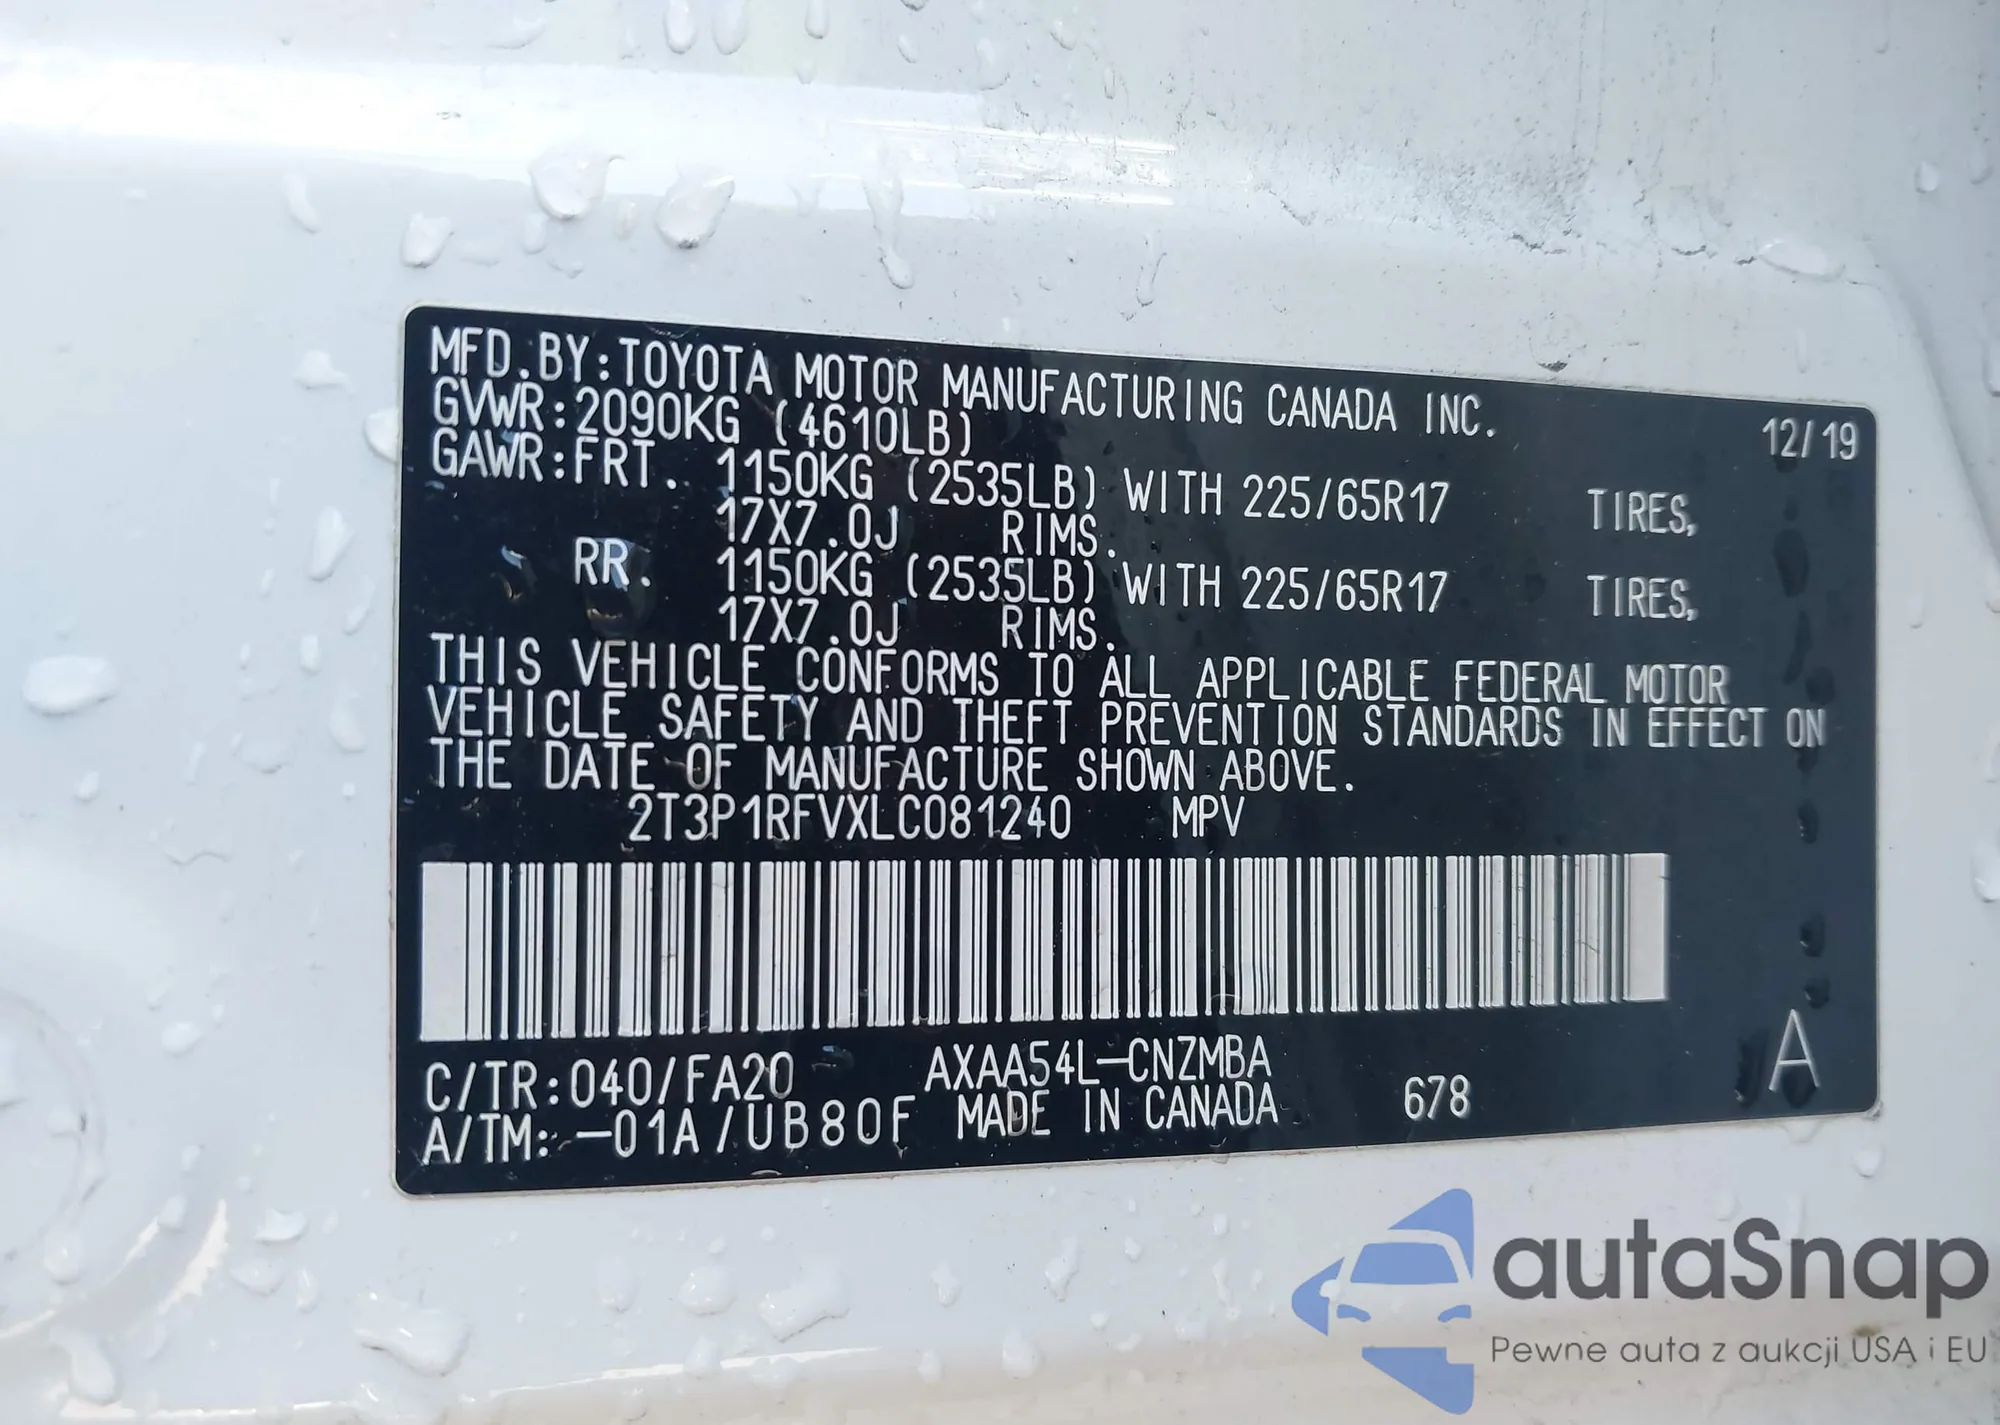 MFD.BY:TOYOTA MOTOR MANUFACTURING CANADA INC. 12/19
GVWR:2090KG (4610LB)
GAWR:FRT. 1150KG (2535LB) WITH 225/65R17 TIRES,
17X7.0J RIMS.
RR. 1150KG (2535LB) WITH 225/65R17 TIRES,
17X7.0J RIMS.
THIS VEHICLE CONFORMS TO ALL APPLICABLE FEDERAL MOTOR
VEHICLE SAFETY AND THEFT PREVENTION STANDARDS IN EFFECT ON
THE DATE OF MANUFACTURE SHOWN ABOVE.
2T3P1RFVXLC081240 MPV
C/TR:040/FA20 AXAA54L-CNZMBA
A/TM:-01A/UB80F MADE IN CANADA 678 A
autaSnap
Pewne auta z aukcji USA i EU